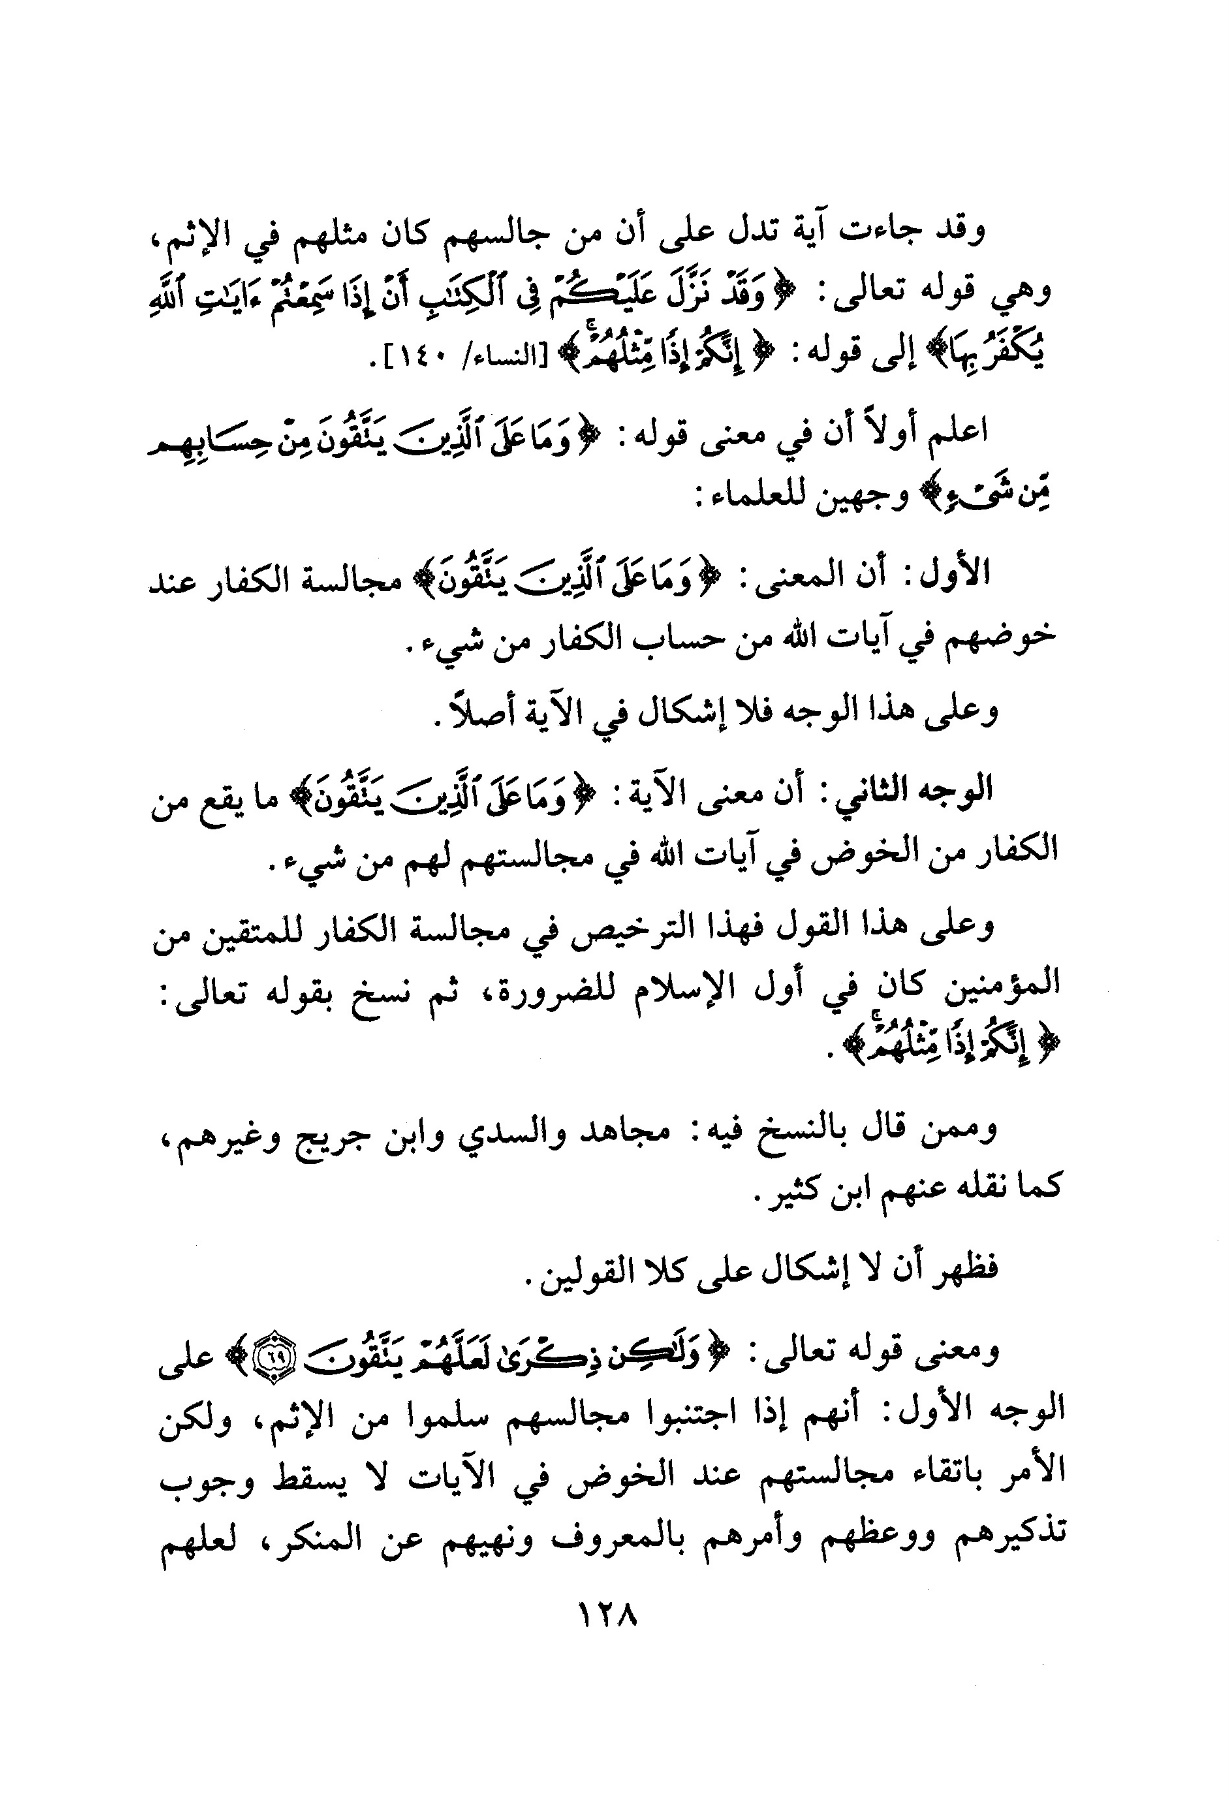 وقد جاءت آية تدل على أن من جالسهم كان مثلهم في الإثم،
وهي قوله تعالى: ﴿وَقَدْ نَزَّلَ عَلَيْكُمْ فِي ٱلْكِتَٰبِ أَنْ إِذَا سَمِعْتُمْ ءَايَٰتِ ٱللَّهِ
يُكْفَرُ بِهَا﴾ إلى قوله: ﴿إِنَّكُمْ إِذًا مِّثْلُهُمْۚ﴾ [النساء/ ١٤٠].
اعلم أولاً أن في معنى قوله: ﴿وَمَا عَلَى ٱلَّذِينَ يَتَّقُونَ مِنْ حِسَابِهِم
مِّن شَىْءٍ﴾ وجهين للعلماء:
الأول: أن المعنى: ﴿وَمَا عَلَى ٱلَّذِينَ يَتَّقُونَ﴾ مجالسة الكفار عند
خوضهم في آيات الله من حساب الكفار من شيء.
وعلى هذا الوجه فلا إشكال في الآية أصلاً.
الوجه الثاني: أن معنى الآية: ﴿وَمَا عَلَى ٱلَّذِينَ يَتَّقُونَ﴾ ما يقع من
الكفار من الخوض في آيات الله في مجالستهم لهم من شيء.
وعلى هذا القول فهذا الترخيص في مجالسة الكفار للمتقين من
المؤمنين كان في أول الإسلام للضرورة، ثم نسخ بقوله تعالى:
﴿إِنَّكُمْ إِذًا مِّثْلُهُمْۚ﴾.
وممن قال بالنسخ فيه: مجاهد والسدي وابن جريج وغيرهم،
كما نقله عنهم ابن كثير.
فظهر أن لا إشكال على كلا القولين.
ومعنى قوله تعالى: ﴿وَلَٰكِن ذِكْرَىٰ لَعَلَّهُمْ يَتَّقُونَ ٦٩﴾ على
الوجه الأول: أنهم إذا اجتنبوا مجالسهم سلموا من الإثم، ولكن
الأمر باتقاء مجالستهم عند الخوض في الآيات لا يسقط وجوب
تذكيرهم ووعظهم وأمرهم بالمعروف ونهيهم عن المنكر، لعلهم
١٢٨